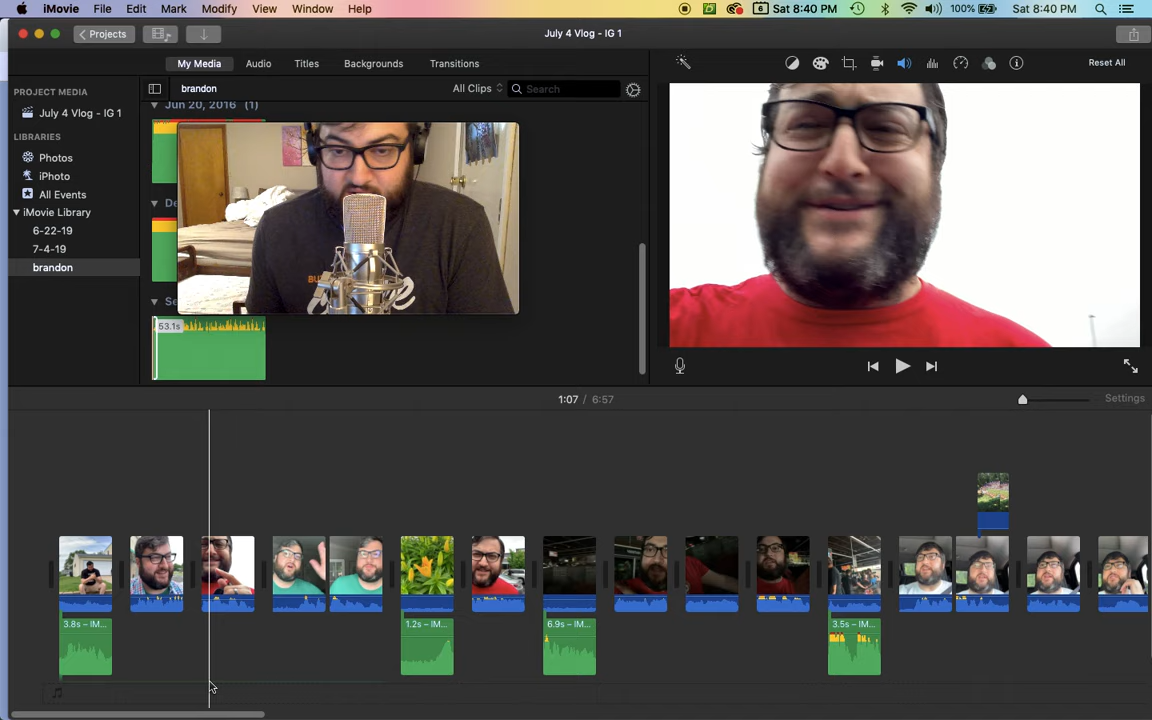 iMovie File Edit Mark Modify View Window Help 6 Sat 8:40 PM 100% Sat 8:40 PM
Projects July 4 Vlog - IG 1
My Media Audio Titles Backgrounds Transitions Reset All
PROJECT MEDIA
July 4 Vlog - IG 1
LIBRARIES
Photos
iPhoto
All Events
iMovie Library
6-22-19
7-4-19
brandon
brandon All Clips Search
Jun 20, 2016 (1)
De
Se
53.1s
1:07 / 6:57 Settings
3.8s – IM... 1.2s – IM... 6.9s – IM... 3.5s – IM...